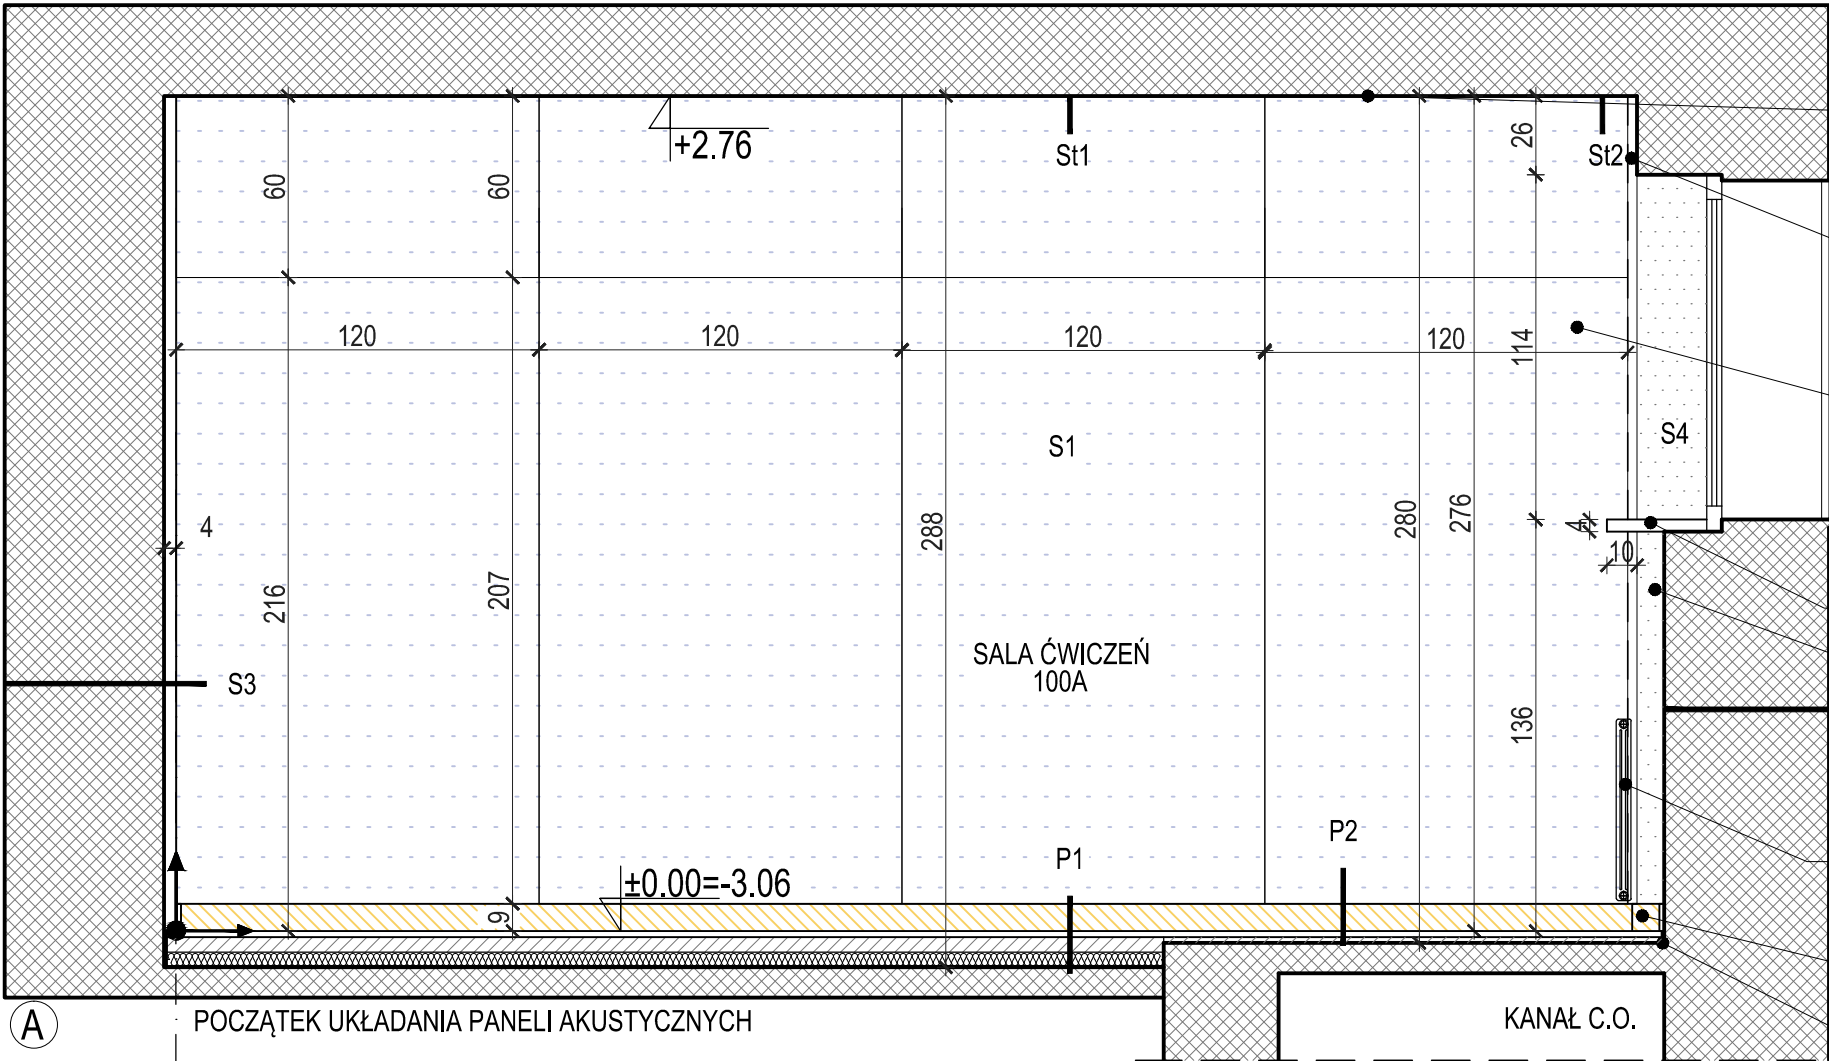 +2.76
St1
St2
26
60
60
120
120
120
120
114
S4
S1
4
288
280
276
4
10
216
207
SALA ĆWICZEŃ
100A
S3
136
P1
P2
±0.00=-3.06
9
A
POCZĄTEK UKŁADANIA PANELI AKUSTYCZNYCH
KANAŁ C.O.